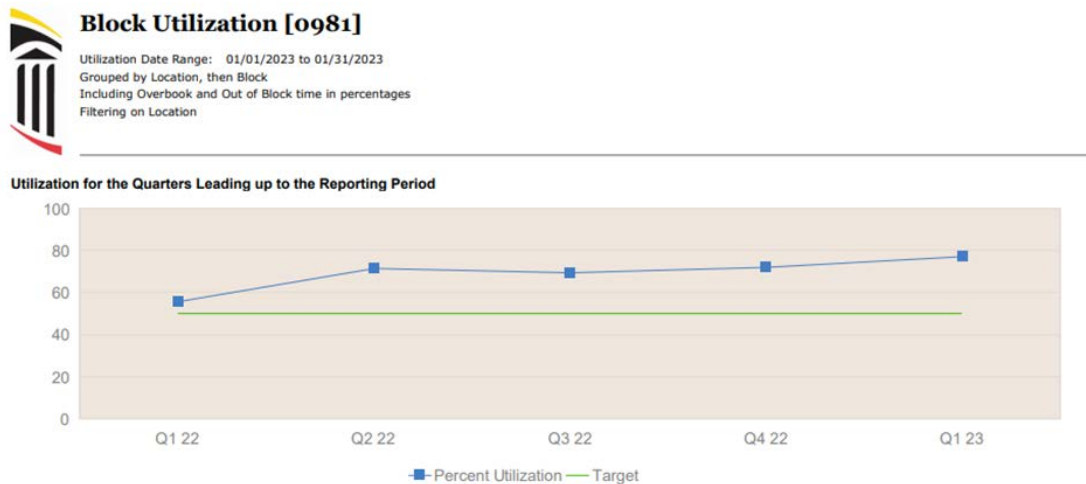 Block Utilization [0981]
Utilization Date Range: 01/01/2023 to 01/31/2023
Grouped by Location, then Block
Including Overbook and Out of Block time in percentages
Filtering on Location
Utilization for the Quarters Leading up to the Reporting Period
100
80
60
40
20
0
Q1 22 Q2 22 Q3 22 Q4 22 Q1 23
Percent Utilization Target